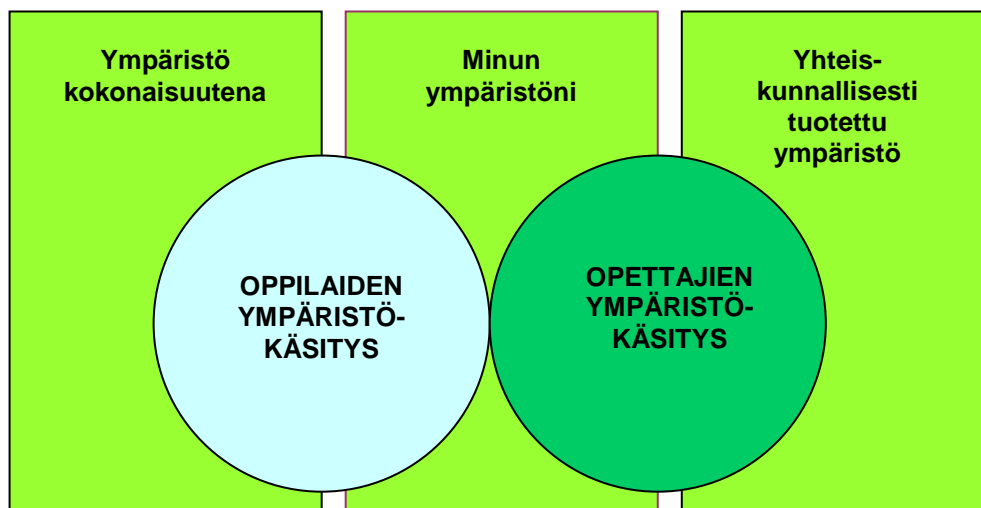 Ympäristö
kokonaisuutena
Minun
ympäristöni
Yhteis-
kunnallisesti
tuotettu
ympäristö
OPPILAIDEN
YMPÄRISTÖ-
KÄSITYS
OPETTAJIEN
YMPÄRISTÖ-
KÄSITYS